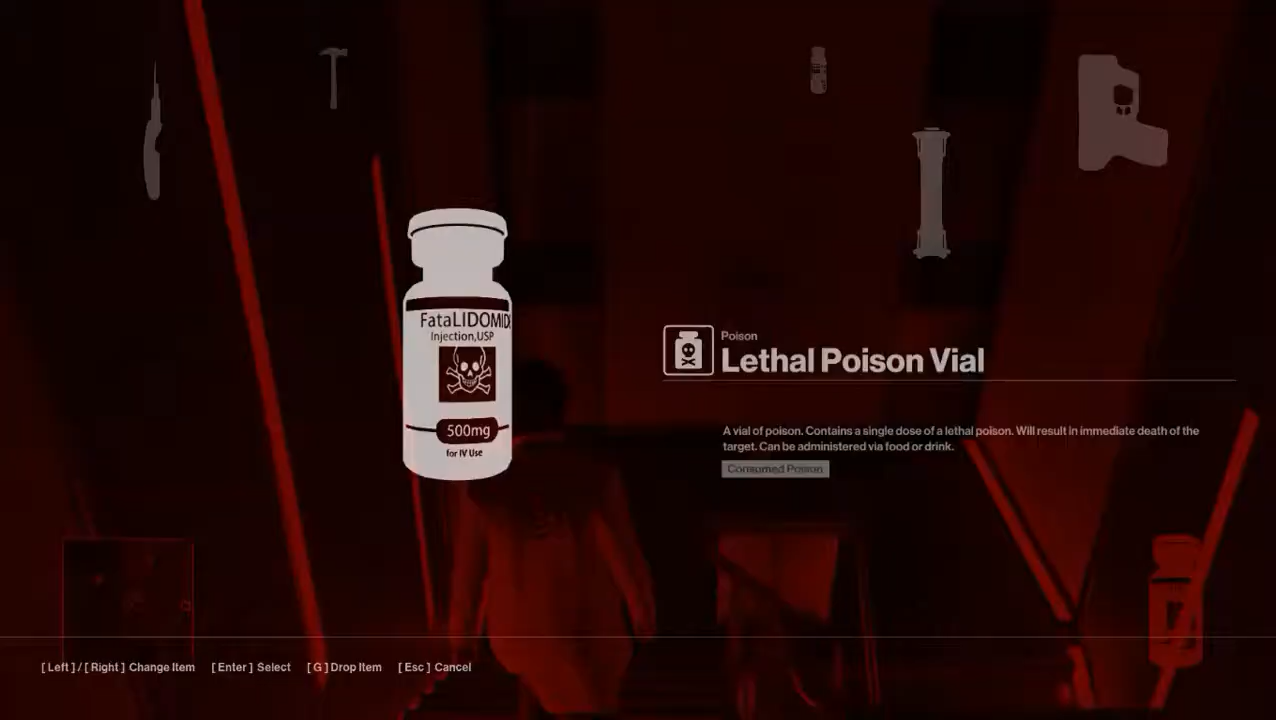 FataLIDOMID
Injection,USP
500mg
for IV Use
Poison
Lethal Poison Vial
A vial of poison. Contains a single dose of a lethal poison. Will result in immediate death of the
target. Can be administered via food or drink.
Consumed Poison
[ Left ] / [ Right ] Change Item [ Enter ] Select [ G ] Drop Item [ Esc ] Cancel